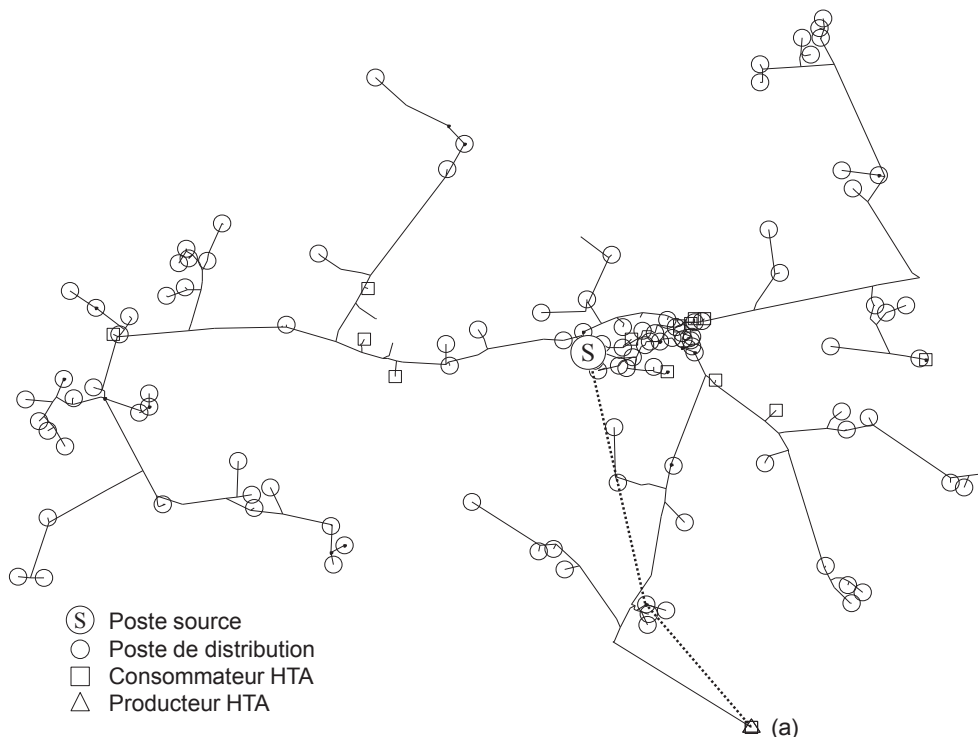 S
S Poste source
Poste de distribution
Consommateur HTA
Producteur HTA
(a)